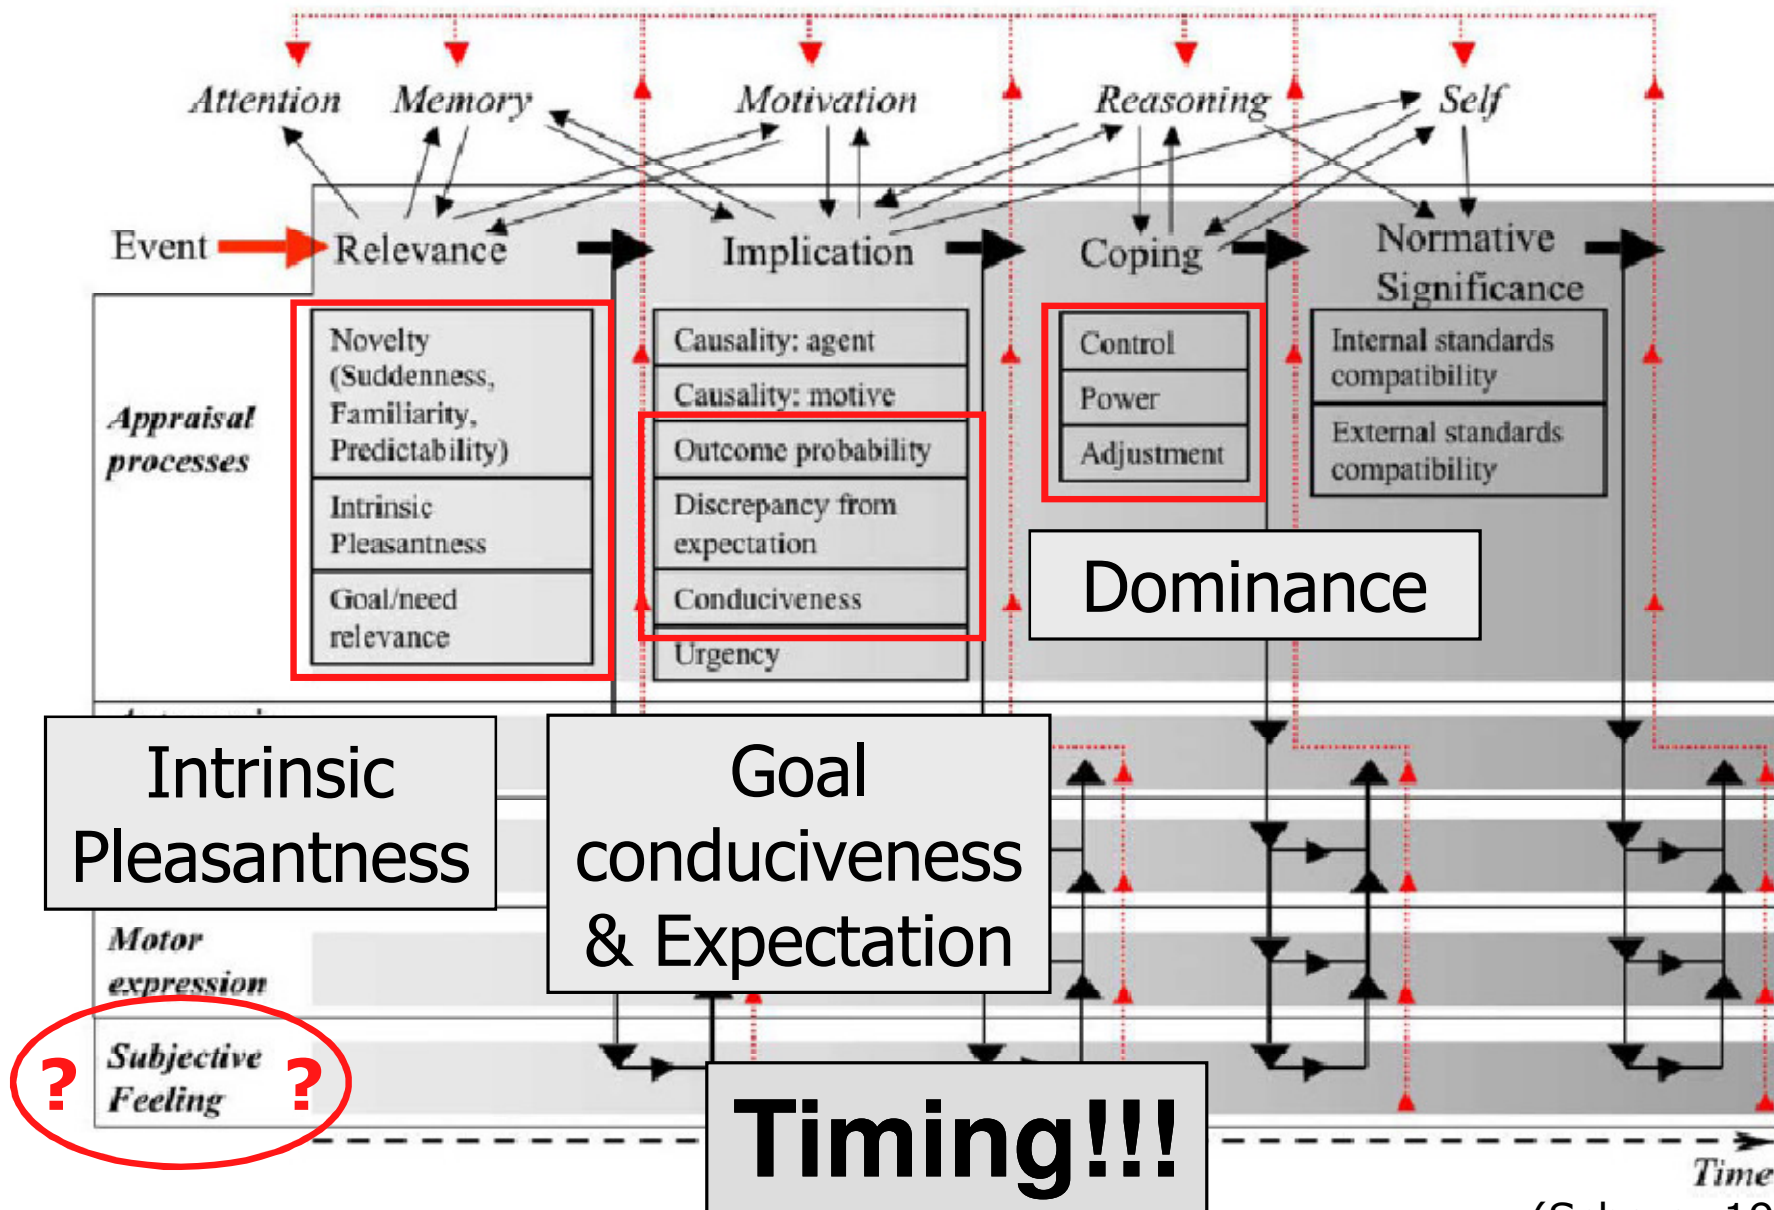 Attention Memory Motivation Reasoning Self
Event Relevance Implication Coping Normative
Significance
Appraisal
processes
Novelty
(Suddenness,
Familiarity,
Predictability)
Intrinsic
Pleasantness
Goal/need
relevance
Causality: agent
Causality: motive
Outcome probability
Discrepancy from
expectation
Conduciveness
Urgency
Control
Power
Adjustment
Internal standards
compatibility
External standards
compatibility
Dominance
Intrinsic
Pleasantness
Goal
conduciveness
& Expectation
Motor
expression
? Subjective ?
Feeling
Timing!!!
Time